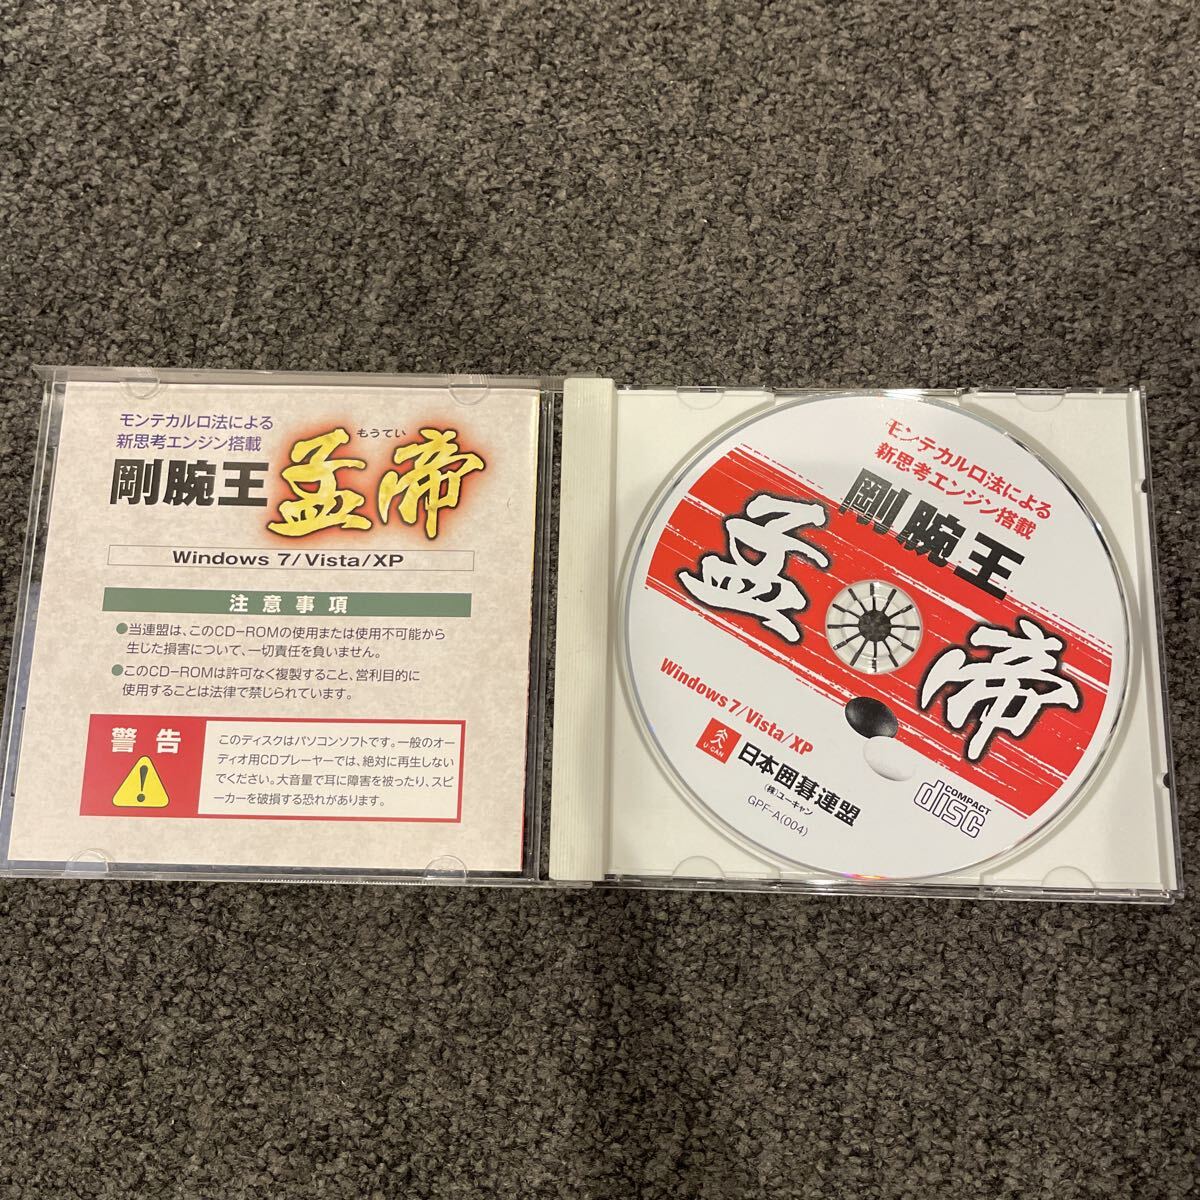 モンテカルロ法による
新思考エンジン搭載
もうてい
剛腕王 孟帝
Windows 7/Vista/XP
注意事項
●当連盟は、このCD-ROMの使用または使用不可能から
生じた損害について、一切責任を負いません。
●このCD-ROMは許可なく複製すること、営利目的に
使用することは法律で禁じられています。
警告
このディスクはパソコンソフトです。一般のオー
ディオ用CDプレーヤーでは、絶対に再生しない
でください。大音量で耳に障害を被ったり、スピ
ーカーを破損する恐れがあります。
モンテカルロ法による
新思考エンジン搭載
剛腕王
孟帝
Windows 7/Vista/XP
U-CAN
日本囲碁連盟
(株)ユーキャン
GPF-A(004)
COMPACT
disc